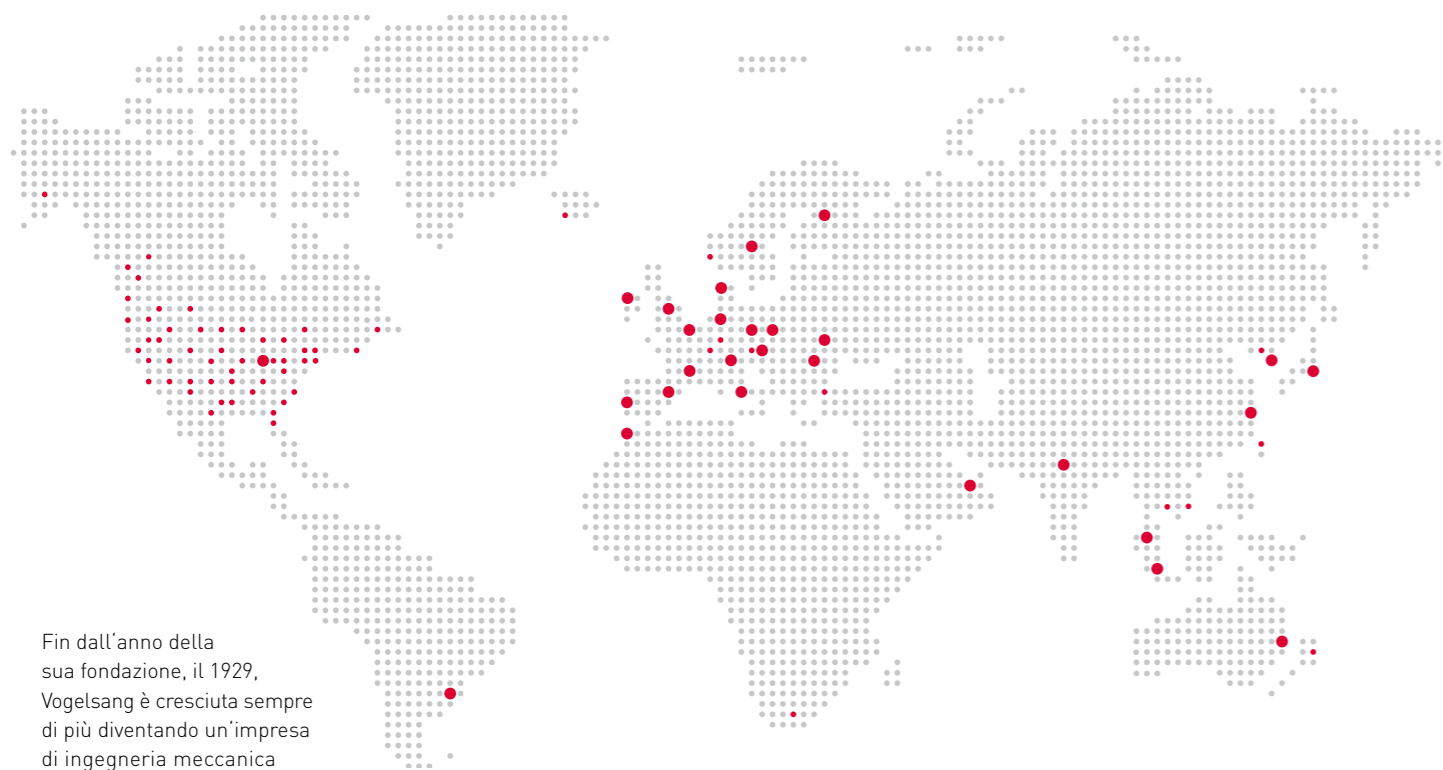 Fin dall'anno della
sua fondazione, il 1929,
Vogelsang è cresciuta sempre
di più diventando un'impresa
di ingegneria meccanica